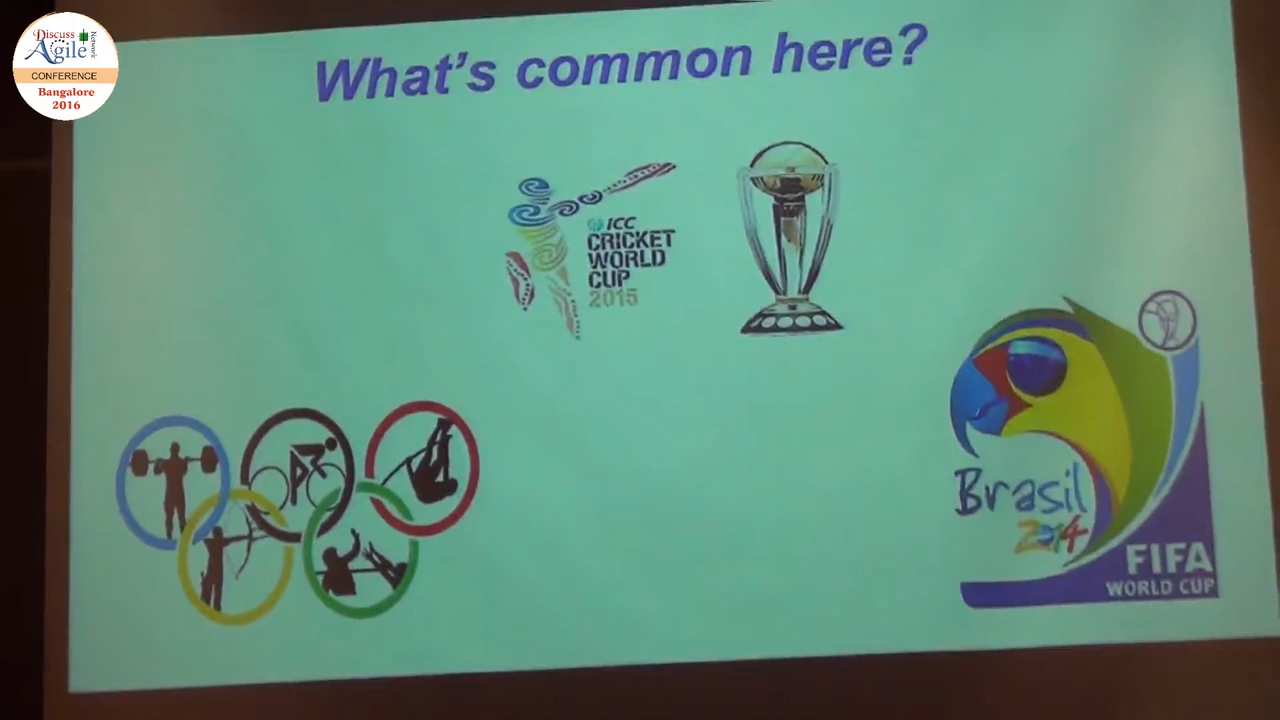 Discuss
Agile
Network
CONFERENCE
Bangalore
2016
What's common here?
ICC
CRICKET
WORLD
CUP
2015
Brasil
2014
FIFA
WORLD CUP